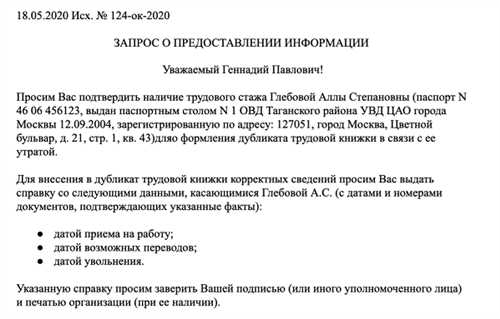 18.05.2020 Исх. № 124-ок-2020
ЗАПРОС О ПРЕДОСТАВЛЕНИИ ИНФОРМАЦИИ
Уважаемый Геннадий Павлович!
Просим Вас подтвердить наличие трудового стажа Глебовой Аллы Степановны (паспорт N
46 06 456123, выдан паспортным столом N 1 ОВД Таганского района УВД ЦАО города
Москвы 12.09.2004, зарегистрированную по адресу: 127051, город Москва, Цветной
бульвар, д. 21, стр. 1, кв. 43)дляо формления дубликата трудовой книжки в связи с ее
утратой.
Для внесения в дубликат трудовой книжки корректных сведений просим Вас выдать
справку со следующими данными, касающимися Глебовой А.С. (с датами и номерами
документов, подтверждающих указанные факты):
● датой приема на работу;
● датой возможных переводов;
● датой увольнения.
Указанную справку просим заверить Вашей подписью (или иного уполномоченного лица)
и печатью организации (при ее наличии).